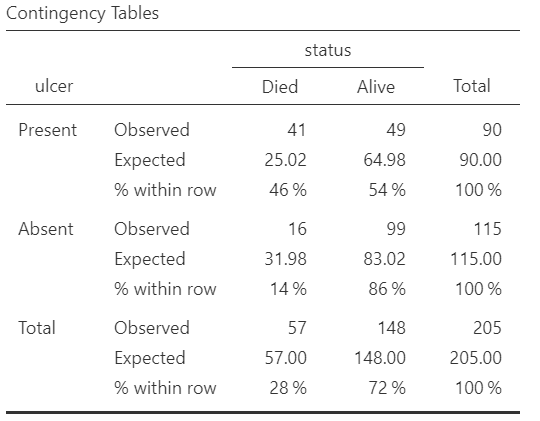 Contingency Tables
status
ulcer Died Alive Total
Present Observed 41 49 90
Expected 25.02 64.98 90.00
% within row 46 % 54 % 100 %
Absent Observed 16 99 115
Expected 31.98 83.02 115.00
% within row 14 % 86 % 100 %
Total Observed 57 148 205
Expected 57.00 148.00 205.00
% within row 28 % 72 % 100 %